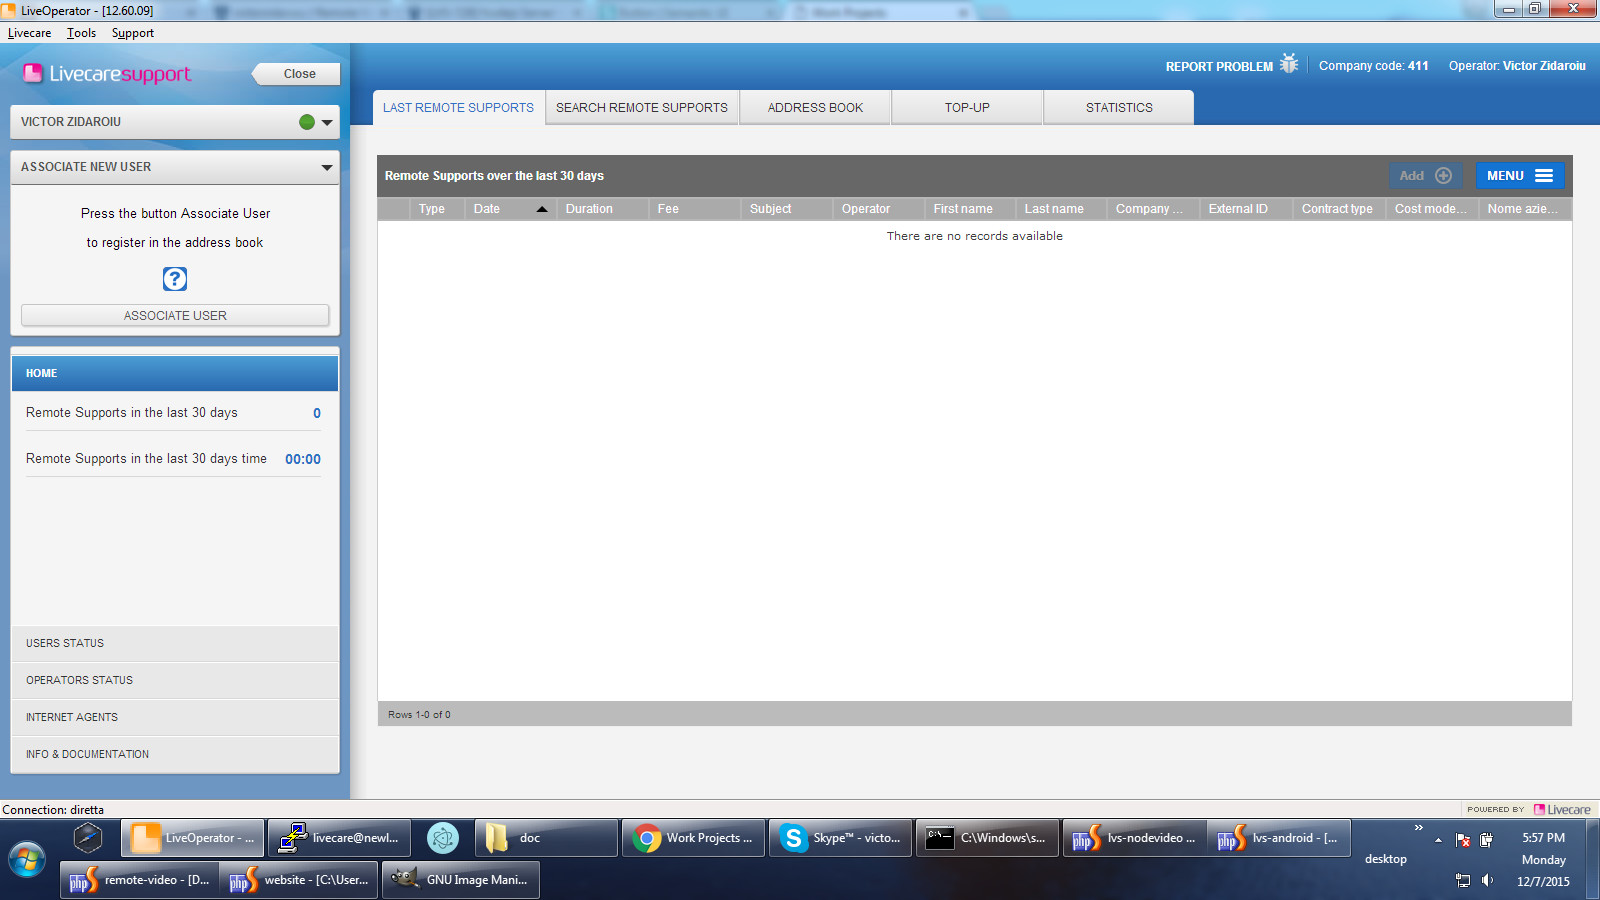 LiveOperator - [12.60.09]
Livecare Tools Support
Livecaresupport
Close
VICTOR ZIDAROIU
ASSOCIATE NEW USER
Press the button Associate User
to register in the address book
?
ASSOCIATE USER
HOME
Remote Supports in the last 30 days 0
Remote Supports in the last 30 days time 00:00
USERS STATUS
OPERATORS STATUS
INTERNET AGENTS
INFO & DOCUMENTATION
REPORT PROBLEM Company code: 411 Operator: Victor Zidaroiu
LAST REMOTE SUPPORTS SEARCH REMOTE SUPPORTS ADDRESS BOOK TOP-UP STATISTICS
Remote Supports over the last 30 days Add MENU
Type Date Duration Fee Subject Operator First name Last name Company ... External ID Contract type Cost mode... Nome azie...
There are no records available
Rows 1-0 of 0
Connection: diretta
POWERED BY Livecare
LiveOperator - ... livecare@newl... doc Work Projects ... Skype™ - victo... C:\Windows\s... lvs-nodevideo ... lvs-android - [...
remote-video - [D... website - [C:\User... GNU Image Mani...
desktop
5:57 PM
Monday
12/7/2015